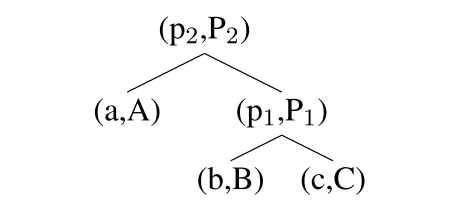 (p₂,P₂)
(a,A) (p₁,P₁)
(b,B) (c,C)